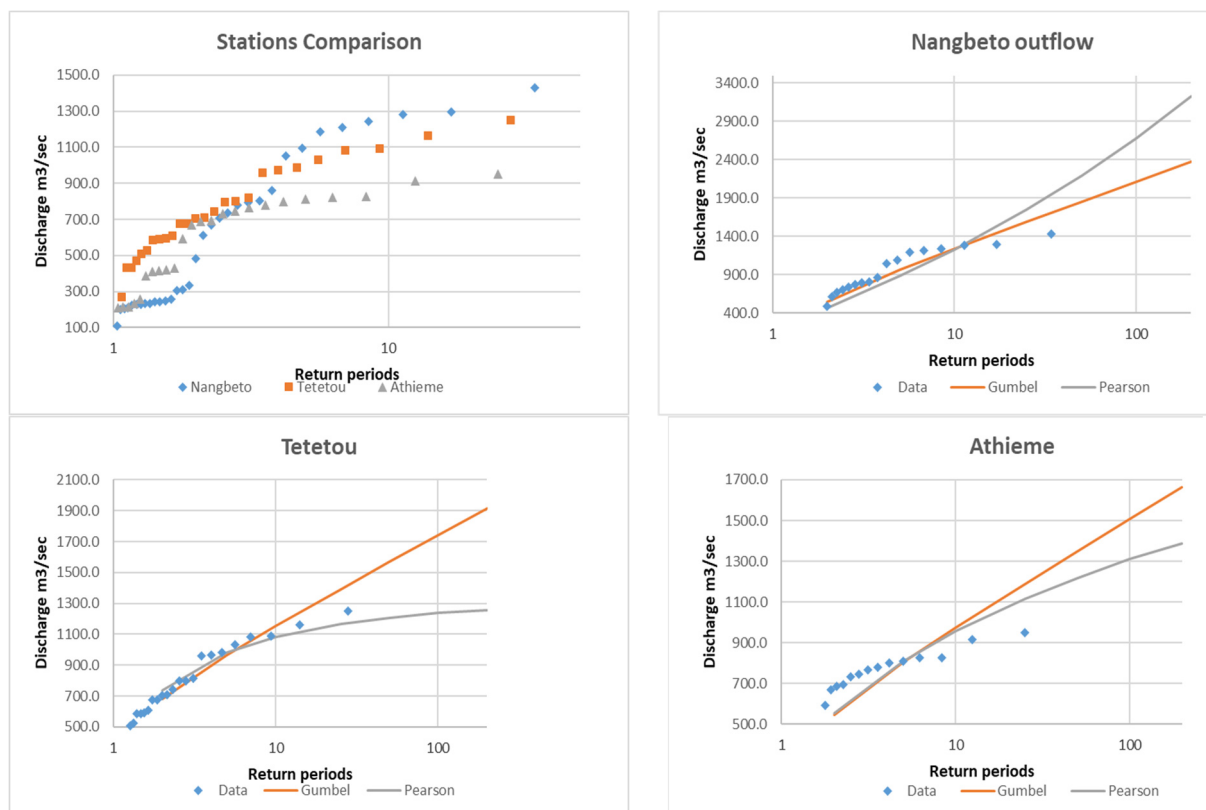 Stations Comparison
Discharge m3/sec
1500.0
1300.0
1100.0
900.0
700.0
500.0
300.0
100.0
1 10
Return periods
Nangbeto Tetetou Athieme
Nangbeto outflow
Discharge m3/sec
3400.0
2900.0
2400.0
1900.0
1400.0
900.0
400.0
1 10 100
Return periods
Data Gumbel Pearson
Tetetou
Discharge m3/sec
2100.0
1900.0
1700.0
1500.0
1300.0
1100.0
900.0
700.0
500.0
1 10 100
Return periods
Data Gumbel Pearson
Athieme
Discharge m3/sec
1700.0
1500.0
1300.0
1100.0
900.0
700.0
500.0
1 10 100
Return periods
Data Gumbel Pearson